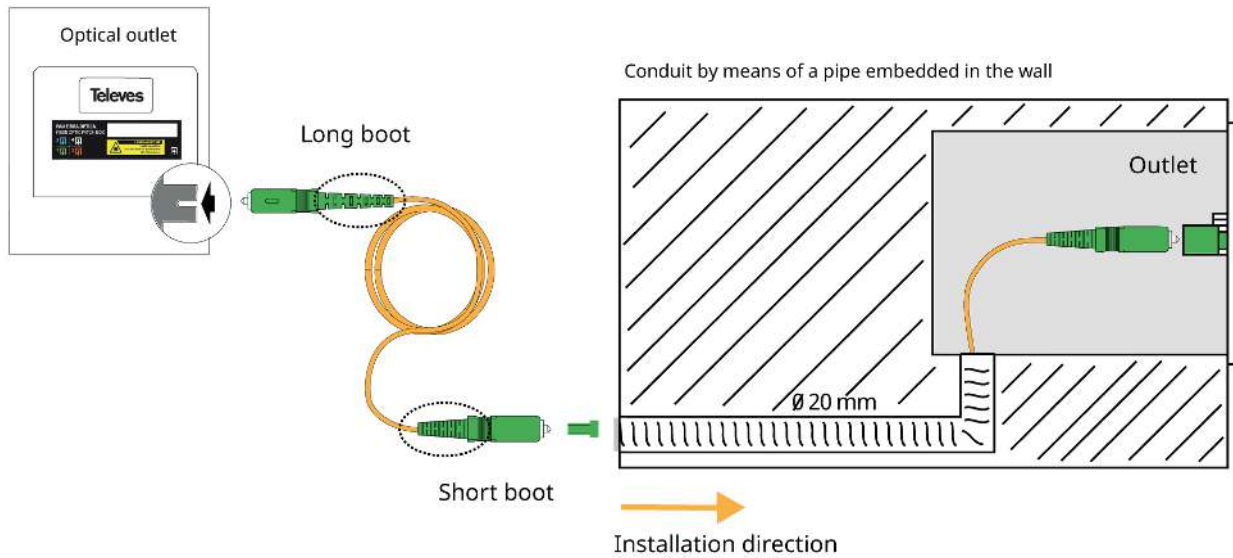 Optical outlet
Televes
Conduit by means of a pipe embedded in the wall
Long boot
Outlet
Ø 20 mm
Short boot
Installation direction